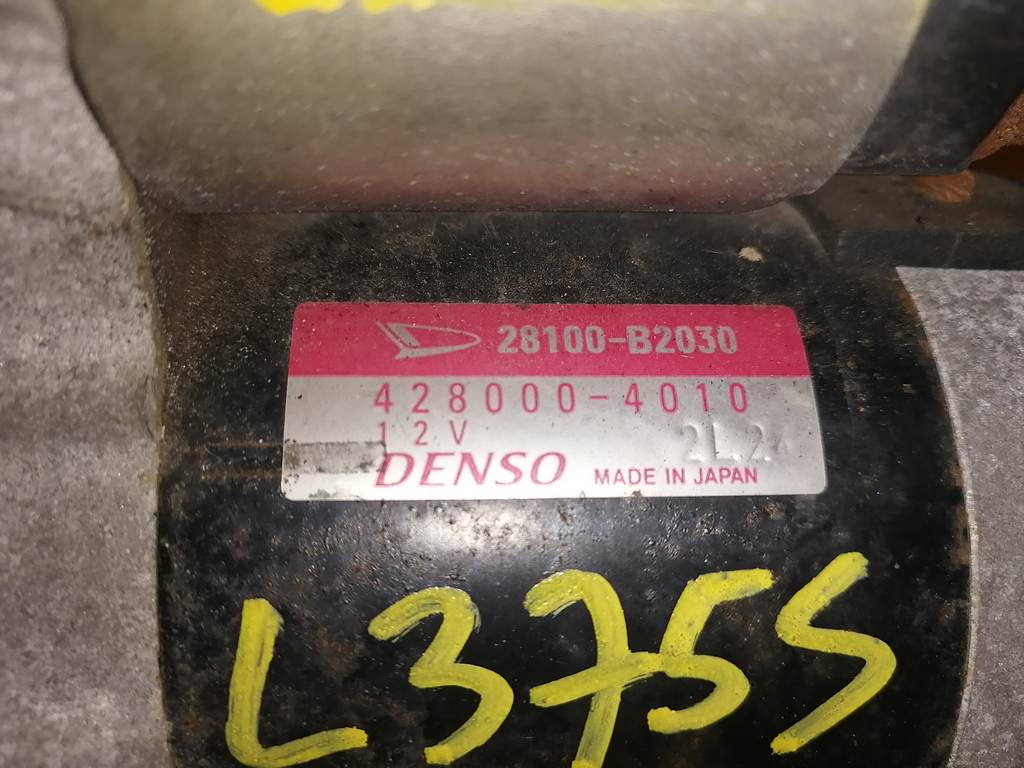 28100-B2030
428000-4010
12V
DENSO MADE IN JAPAN
L375S